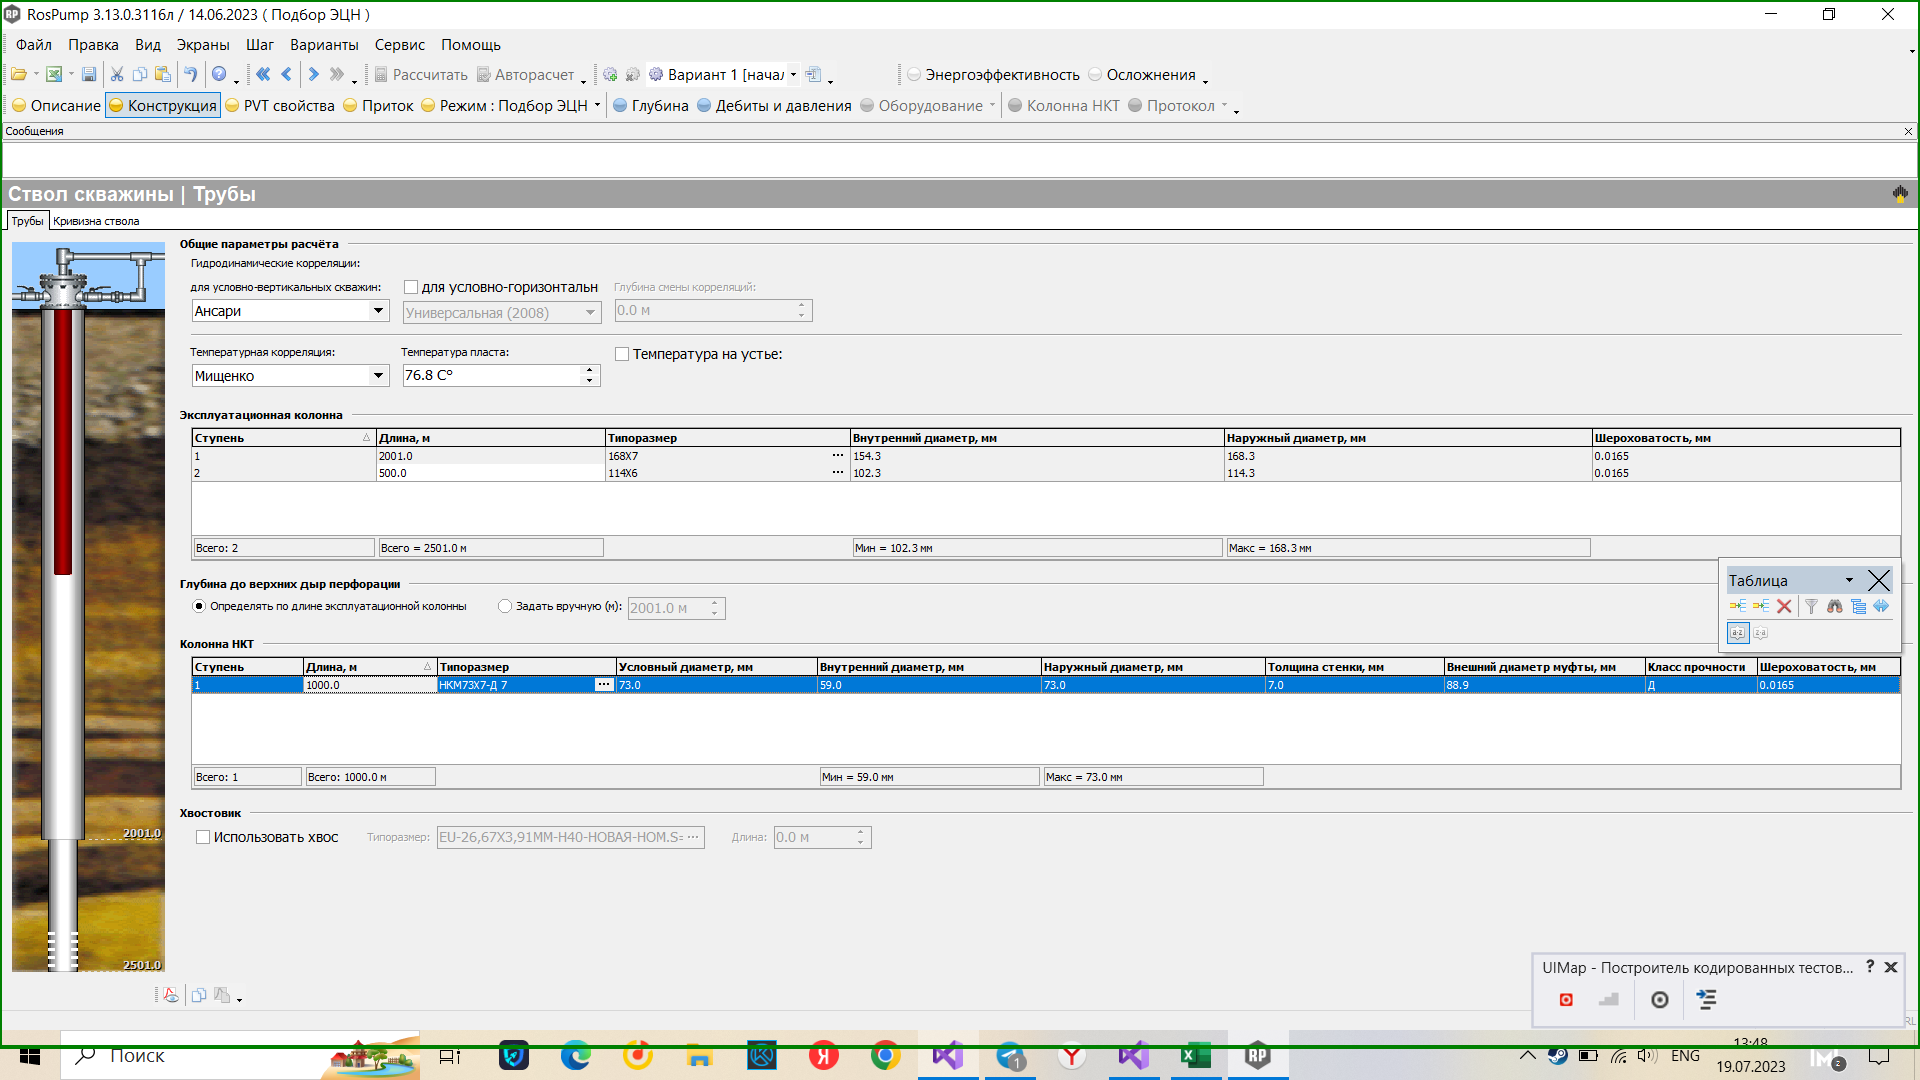 RosPump 3.13.0.3116л / 14.06.2023 ( Подбор ЭЦН )
Файл Правка Вид Экраны Шаг Варианты Сервис Помощь
Рассчитать Авторасчет Вариант 1 [начал Энергоэффективность Осложнения
Описание Конструкция PVT свойства Приток Режим : Подбор ЭЦН Глубина Дебиты и давления Оборудование Колонна НКТ Протокол
Сообщения
Ствол скважины | Трубы
Трубы Кривизна ствола
Общие параметры расчёта
Гидродинамические корреляции:
для условно-вертикальных скважин: для условно-горизонтальн Глубина смены корреляций:
Ансари Универсальная (2008) 0.0 м
Температурная корреляция: Температура пласта: Температура на устье:
Мищенко 76.8 C°
Эксплуатационная колонна
Ступень Длина, м Типоразмер Внутренний диаметр, мм Наружный диаметр, мм Шероховатость, мм
1 2001.0 168X7 ... 154.3 168.3 0.0165
2 500.0 114X6 ... 102.3 114.3 0.0165
Всего: 2 Всего = 2501.0 м Мин = 102.3 мм Макс = 168.3 мм
Глубина до верхних дыр перфорации
Определять по длине эксплуатационной колонны Задать вручную (м): 2001.0 м
Таблица
Колонна НКТ
Ступень Длина, м Типоразмер Условный диаметр, мм Внутренний диаметр, мм Наружный диаметр, мм Толщина стенки, мм Внешний диаметр муфты, мм Класс прочности Шероховатость, мм
1 1000.0 НКМ73X7-Д 7 ... 73.0 59.0 73.0 7.0 88.9 Д 0.0165
Всего: 1 Всего: 1000.0 м Мин = 59.0 мм Макс = 73.0 мм
Хвостовик
Использовать хвос Типоразмер: EU-26,67X3,91ММ-H40-НОВАЯ-НОМ.S= ... Длина: 0.0 м
2001.0
2501.0
UIMap - Построитель кодированных тестов... ?
Поиск
ENG
13:48
19.07.2023